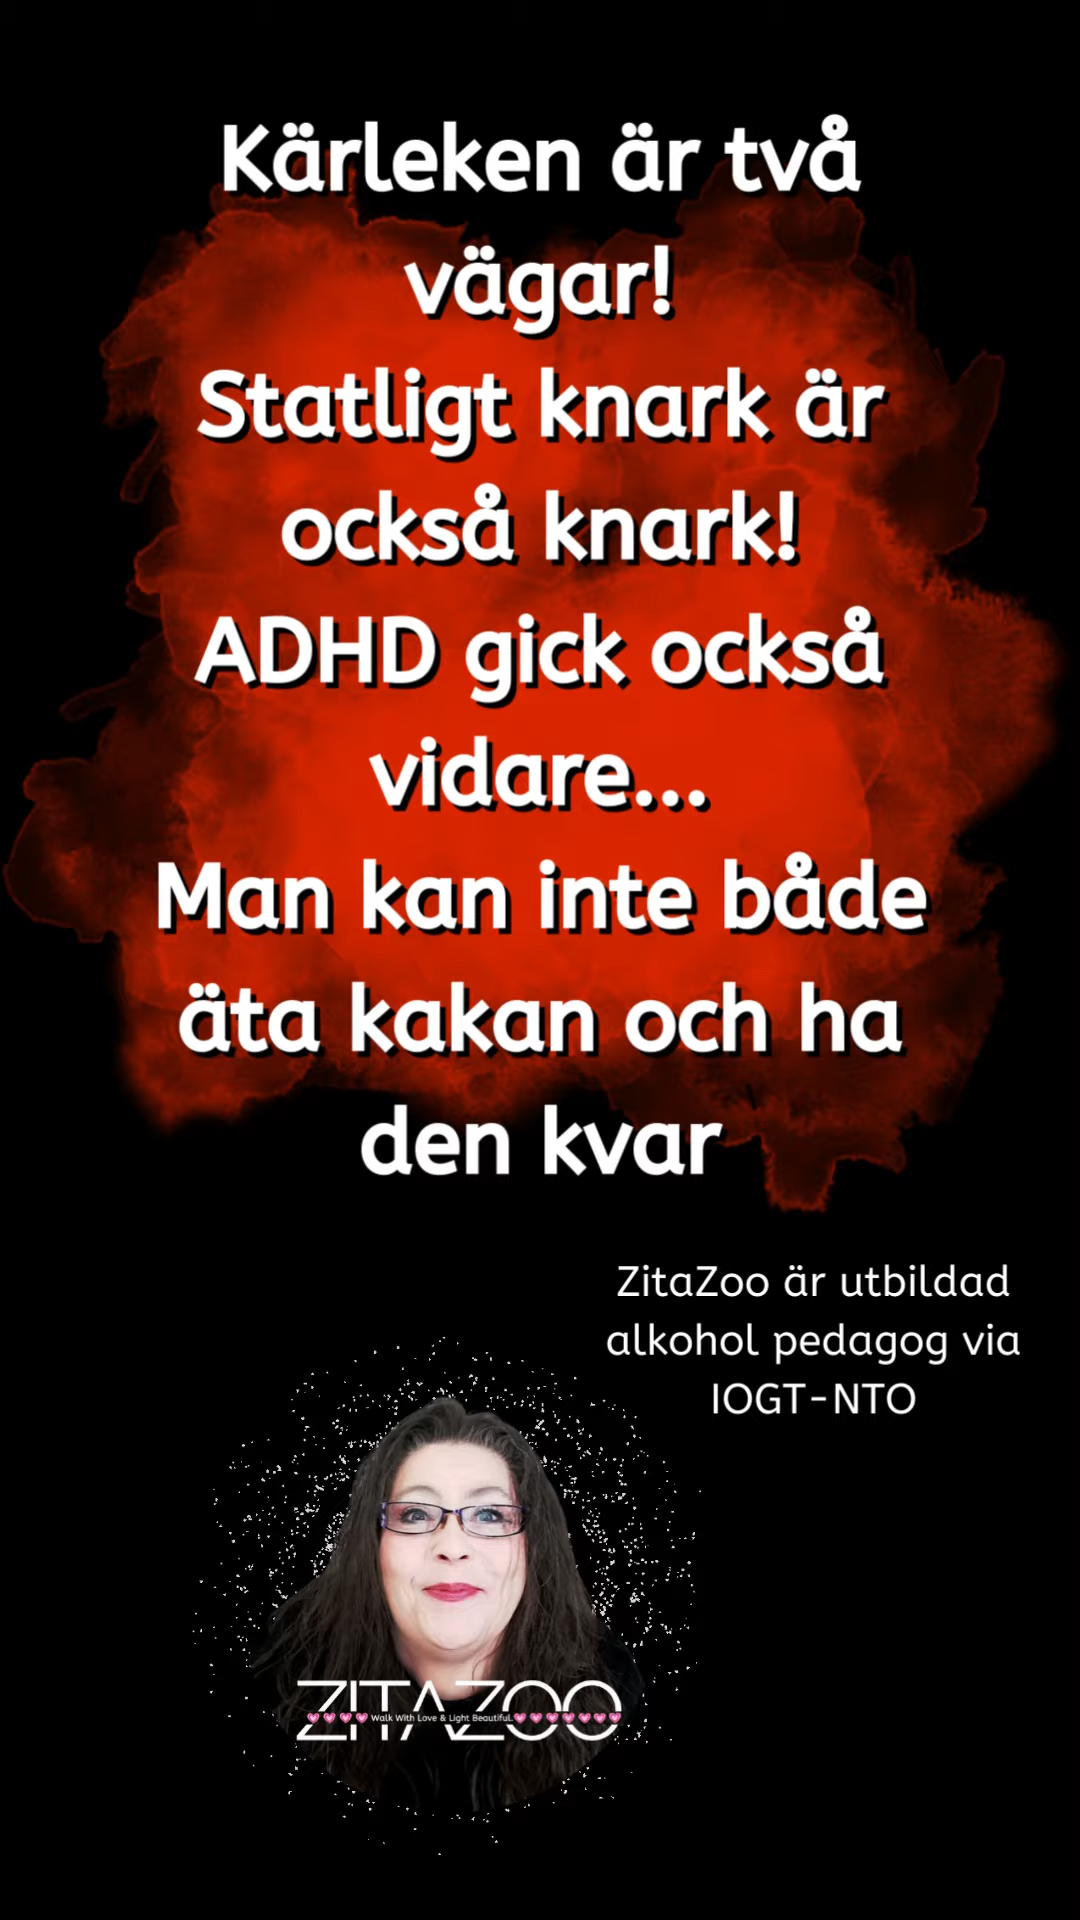 Kärleken är två
vägar!
Statligt knark är
också knark!
ADHD gick också
vidare...
Man kan inte både
äta kakan och ha
den kvar
ZitaZoo är utbildad
alkohol pedagog via
IOGT-NTO
ZITAZOO
💗💗💗💗 Walk With Love & Light Beautiful..💗💗💗💗💗💗💗